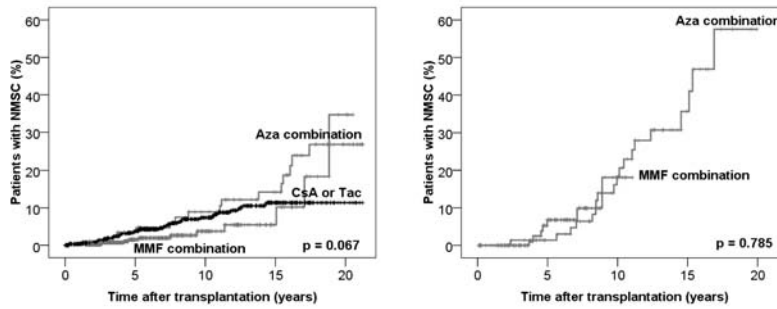 60
50
40
30
20
10
0
Patients with NMSC (%)
Aza combination
CsA or Tac
MMF combination
p = 0.067
0 5 10 15 20
Time after transplantation (years)
60
50
40
30
20
10
0
Patients with NMSC (%)
Aza combination
MMF combination
p = 0.785
0 5 10 15 20
Time after transplantation (years)